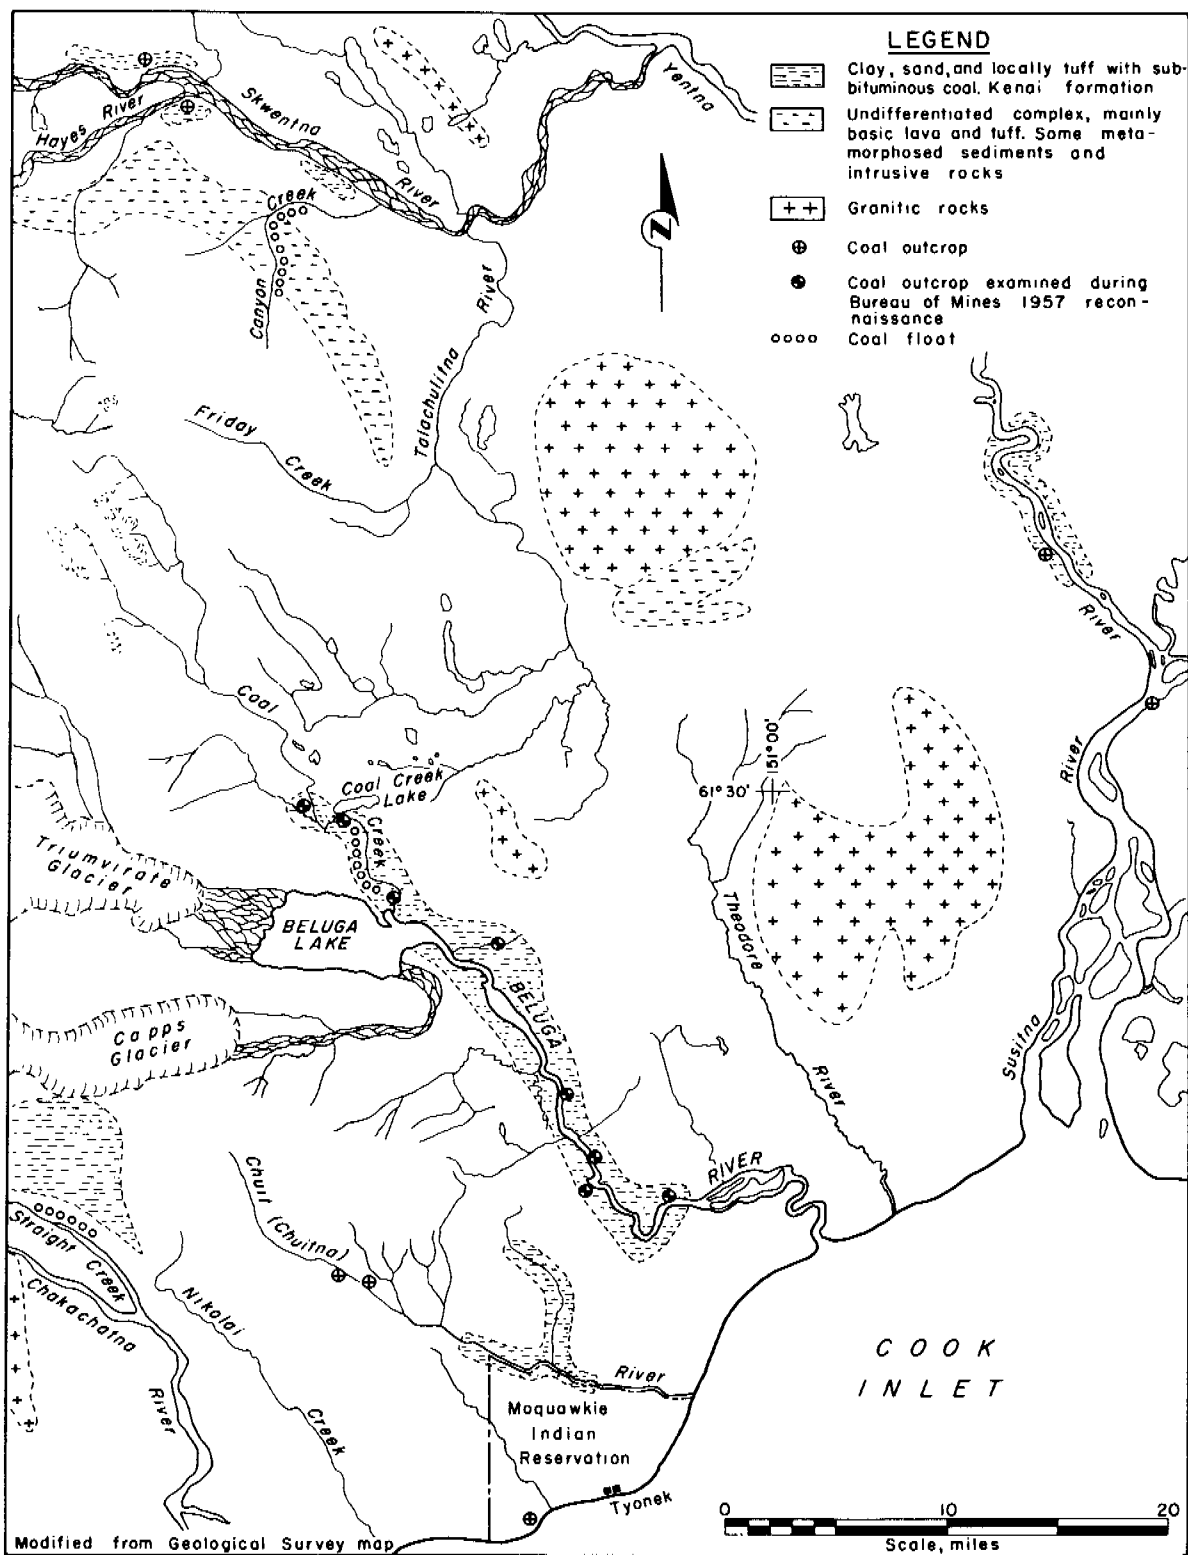 LEGEND
Clay, sand, and locally tuff with sub-
bituminous coal. Kenai formation
Undifferentiated complex, mainly
basic lava and tuff. Some meta-
morphosed sediments and
intrusive rocks
Granitic rocks
Coal outcrop
Coal outcrop examined during
Bureau of Mines 1957 recon-
naissance
Coal float
Yentna
Skwentna
River
Hayes River
Creek
Canyon
N
River
Talachulitna
Friday
Creek
River
Coal
Coal Creek
Lake
Creek
61°30'
151°00'
River
Triumvirate
Glacier
BELUGA
LAKE
Theodore
River
BELUGA
RIVER
Capps
Glacier
Susitna
Chuit (Chuitna)
Straight Creek
Chakachatna
River
Nikolai
Creek
River
COOK
INLET
Moquawkie
Indian
Reservation
Tyonek
0 10 20
Scale, miles
Modified from Geological Survey map